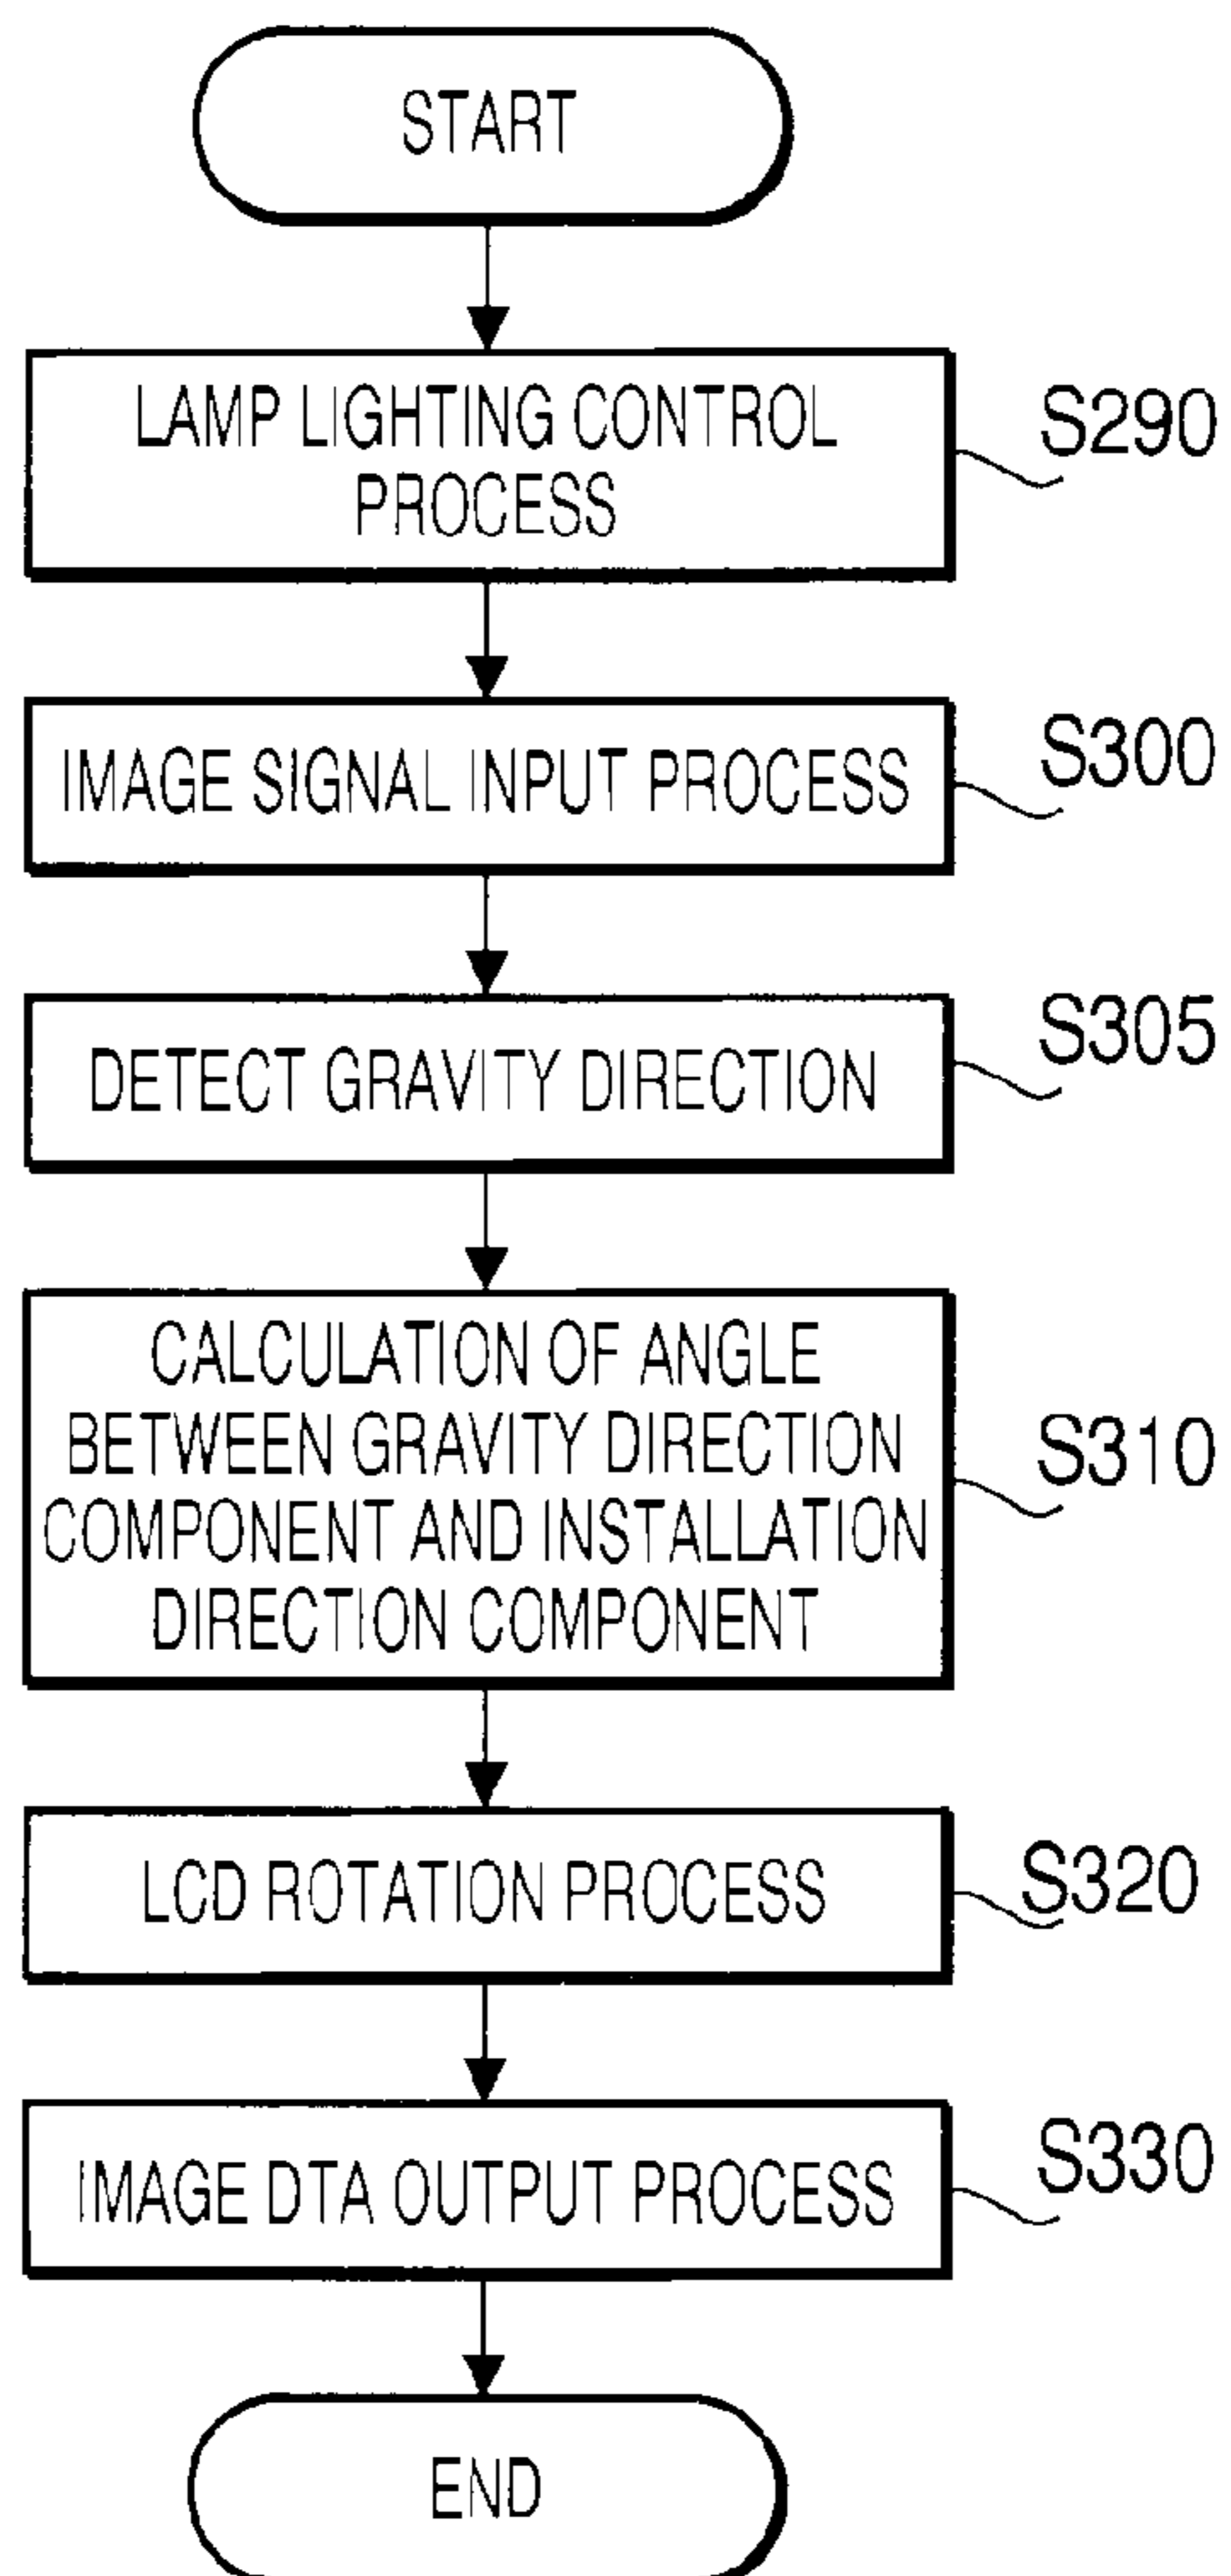 START
LAMP LIGHTING CONTROL
PROCESS
S290
IMAGE SIGNAL INPUT PROCESS
S300
DETECT GRAVITY DIRECTION
S305
CALCULATION OF ANGLE
BETWEEN GRAVITY DIRECTION
COMPONENT AND INSTALLATION
DIRECTION COMPONENT
S310
LCD ROTATION PROCESS
S320
IMAGE DTA OUTPUT PROCESS
S330
END